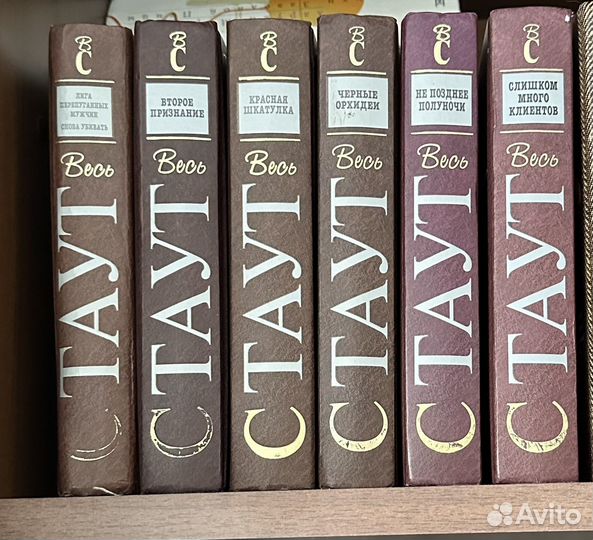 ВС
ЛИГА
ПЕРЕПУГАННЫХ
МУЖЧИН
СНОВА УБИВАТЬ
Весь
СТАУТ
ВС
ВТОРОЕ
ПРИЗНАНИЕ
Весь
СТАУТ
ВС
КРАСНАЯ
ШКАТУЛКА
Весь
СТАУТ
ВС
ЧЕРНЫЕ
ОРХИДЕИ
Весь
СТАУТ
ВС
НЕ ПОЗДНЕЕ
ПОЛУНОЧИ
Весь
СТАУТ
ВС
СЛИШКОМ
МНОГО
КЛИЕНТОВ
Весь
СТАУТ
Avito